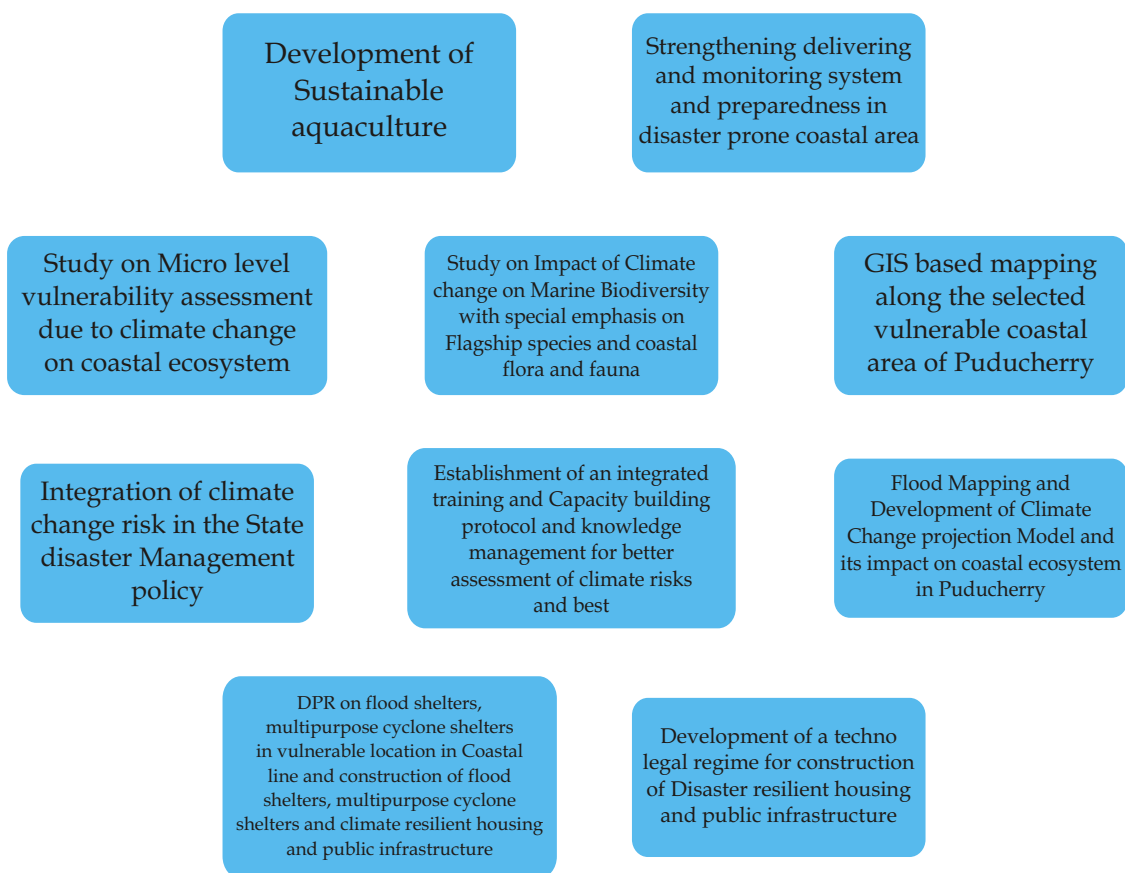 Development of
Sustainable
aquaculture
Strengthening delivering
and monitoring system
and preparedness in
disaster prone coastal area
Study on Micro level
vulnerability assessment
due to climate change
on coastal ecosystem
Study on Impact of Climate
change on Marine Biodiversity
with special emphasis on
Flagship species and coastal
flora and fauna
GIS based mapping
along the selected
vulnerable coastal
area of Puducherry
Integration of climate
change risk in the State
disaster Management
policy
Establishment of an integrated
training and Capacity building
protocol and knowledge
management for better
assessment of climate risks
and best
Flood Mapping and
Development of Climate
Change projection Model and
its impact on coastal ecosystem
in Puducherry
DPR on flood shelters,
multipurpose cyclone shelters
in vulnerable location in Coastal
line and construction of flood
shelters, multipurpose cyclone
shelters and climate resilient housing
and public infrastructure
Development of a techno
legal regime for construction
of Disaster resilient housing
and public infrastructure